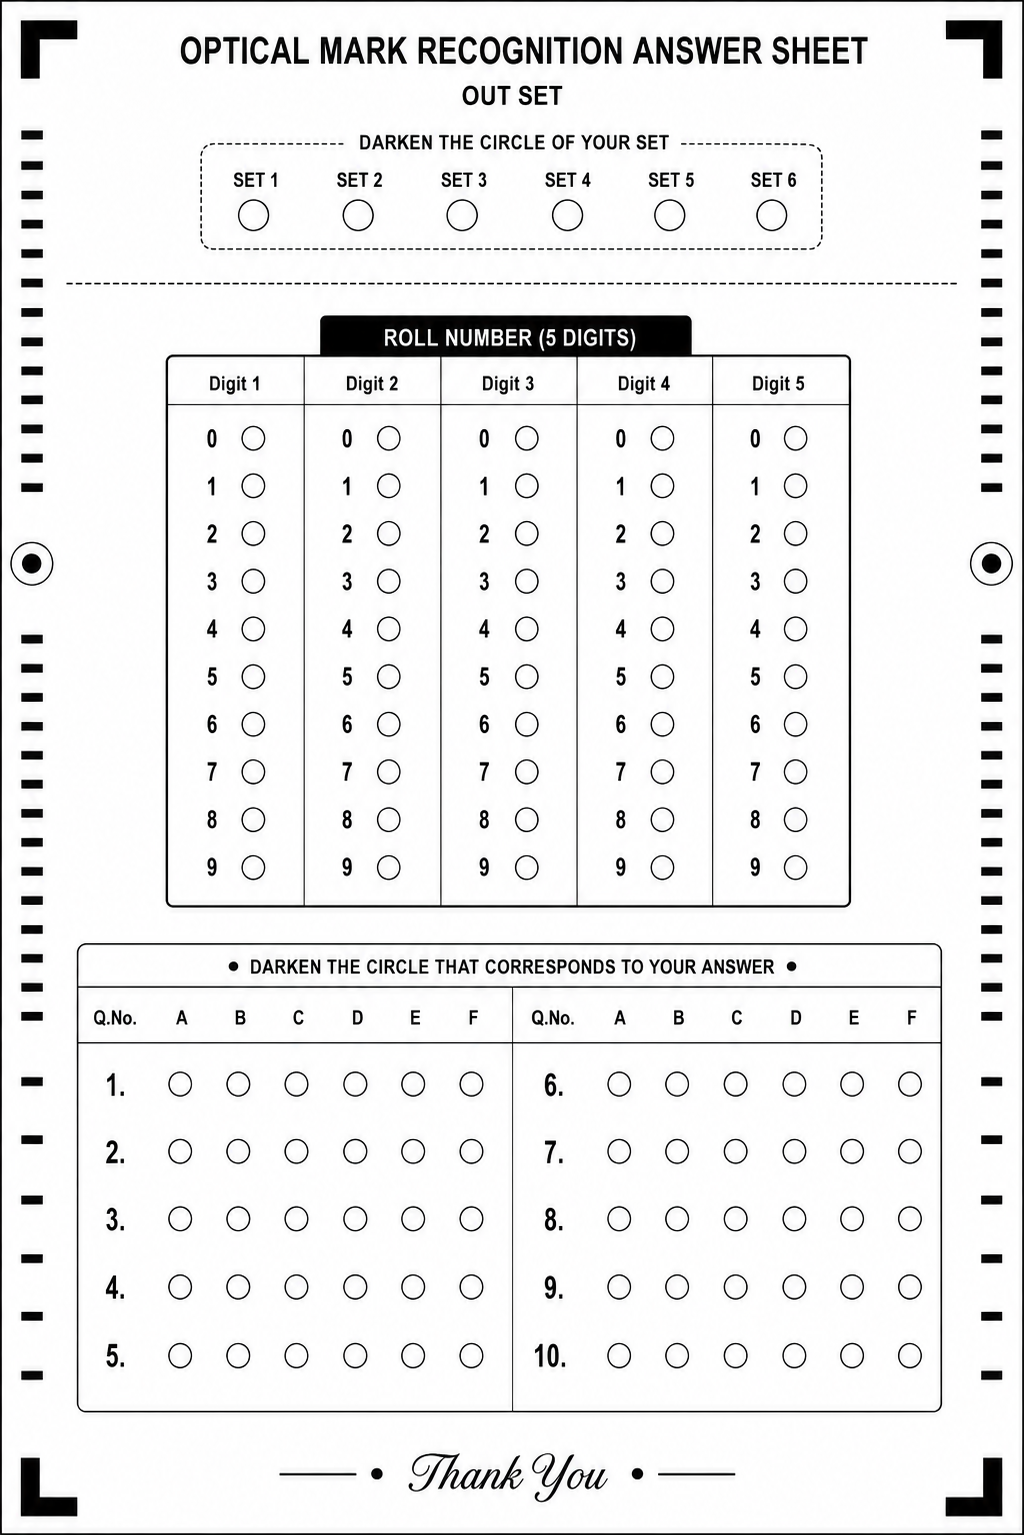 OPTICAL MARK RECOGNITION ANSWER SHEET
OUT SET
DARKEN THE CIRCLE OF YOUR SET
SET 1 SET 2 SET 3 SET 4 SET 5 SET 6
ROLL NUMBER (5 DIGITS)
Digit 1 Digit 2 Digit 3 Digit 4 Digit 5
0 0 0 0 0
1 1 1 1 1
2 2 2 2 2
3 3 3 3 3
4 4 4 4 4
5 5 5 5 5
6 6 6 6 6
7 7 7 7 7
8 8 8 8 8
9 9 9 9 9
• DARKEN THE CIRCLE THAT CORRESPONDS TO YOUR ANSWER •
Q.No. A B C D E F Q.No. A B C D E F
1. 6.
2. 7.
3. 8.
4. 9.
5. 10.
Thank You